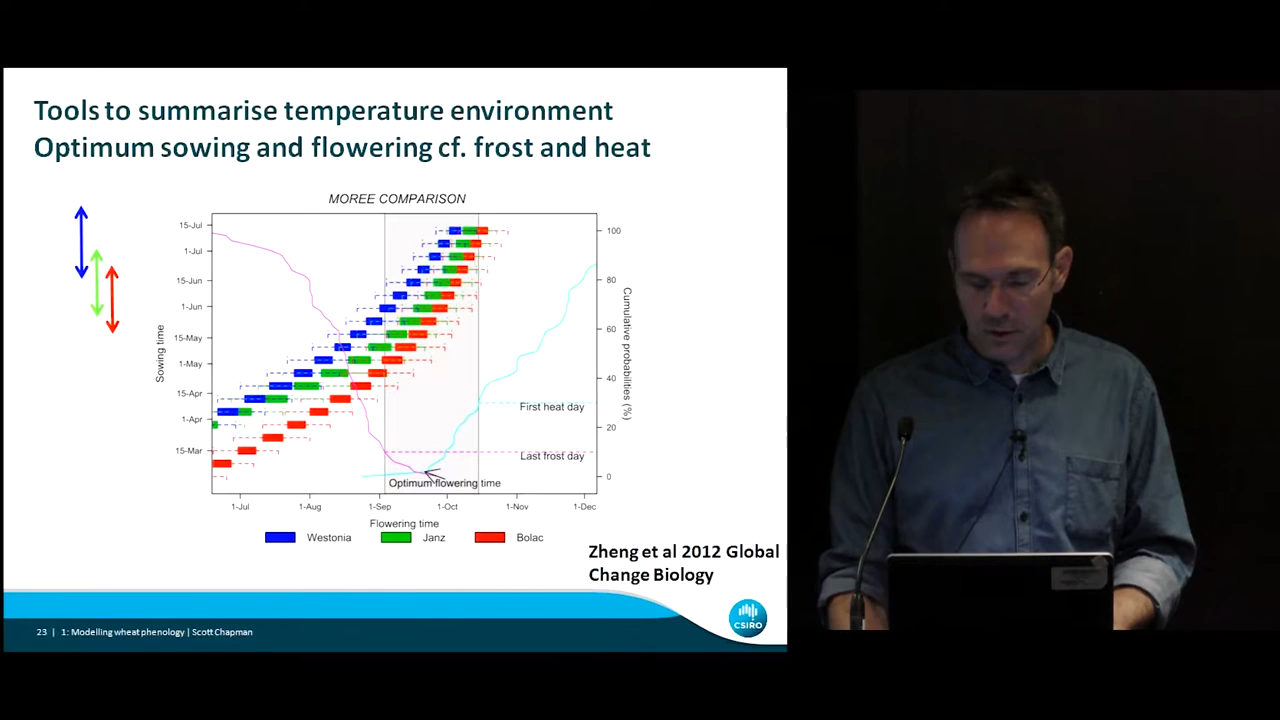 Tools to summarise temperature environment
Optimum sowing and flowering cf. frost and heat
MOREE COMPARISON
Sowing time
15-Jul
1-Jul
15-Jun
1-Jun
15-May
1-May
15-Apr
1-Apr
15-Mar
100
80
60
40
20
0
Cumulative probabilities (%)
First heat day
Last frost day
Optimum flowering time
1-Jul 1-Aug 1-Sep 1-Oct 1-Nov 1-Dec
Flowering time
Westonia Janz Bolac
Zheng et al 2012 Global
Change Biology
23 | 1: Modelling wheat phenology | Scott Chapman
CSIRO